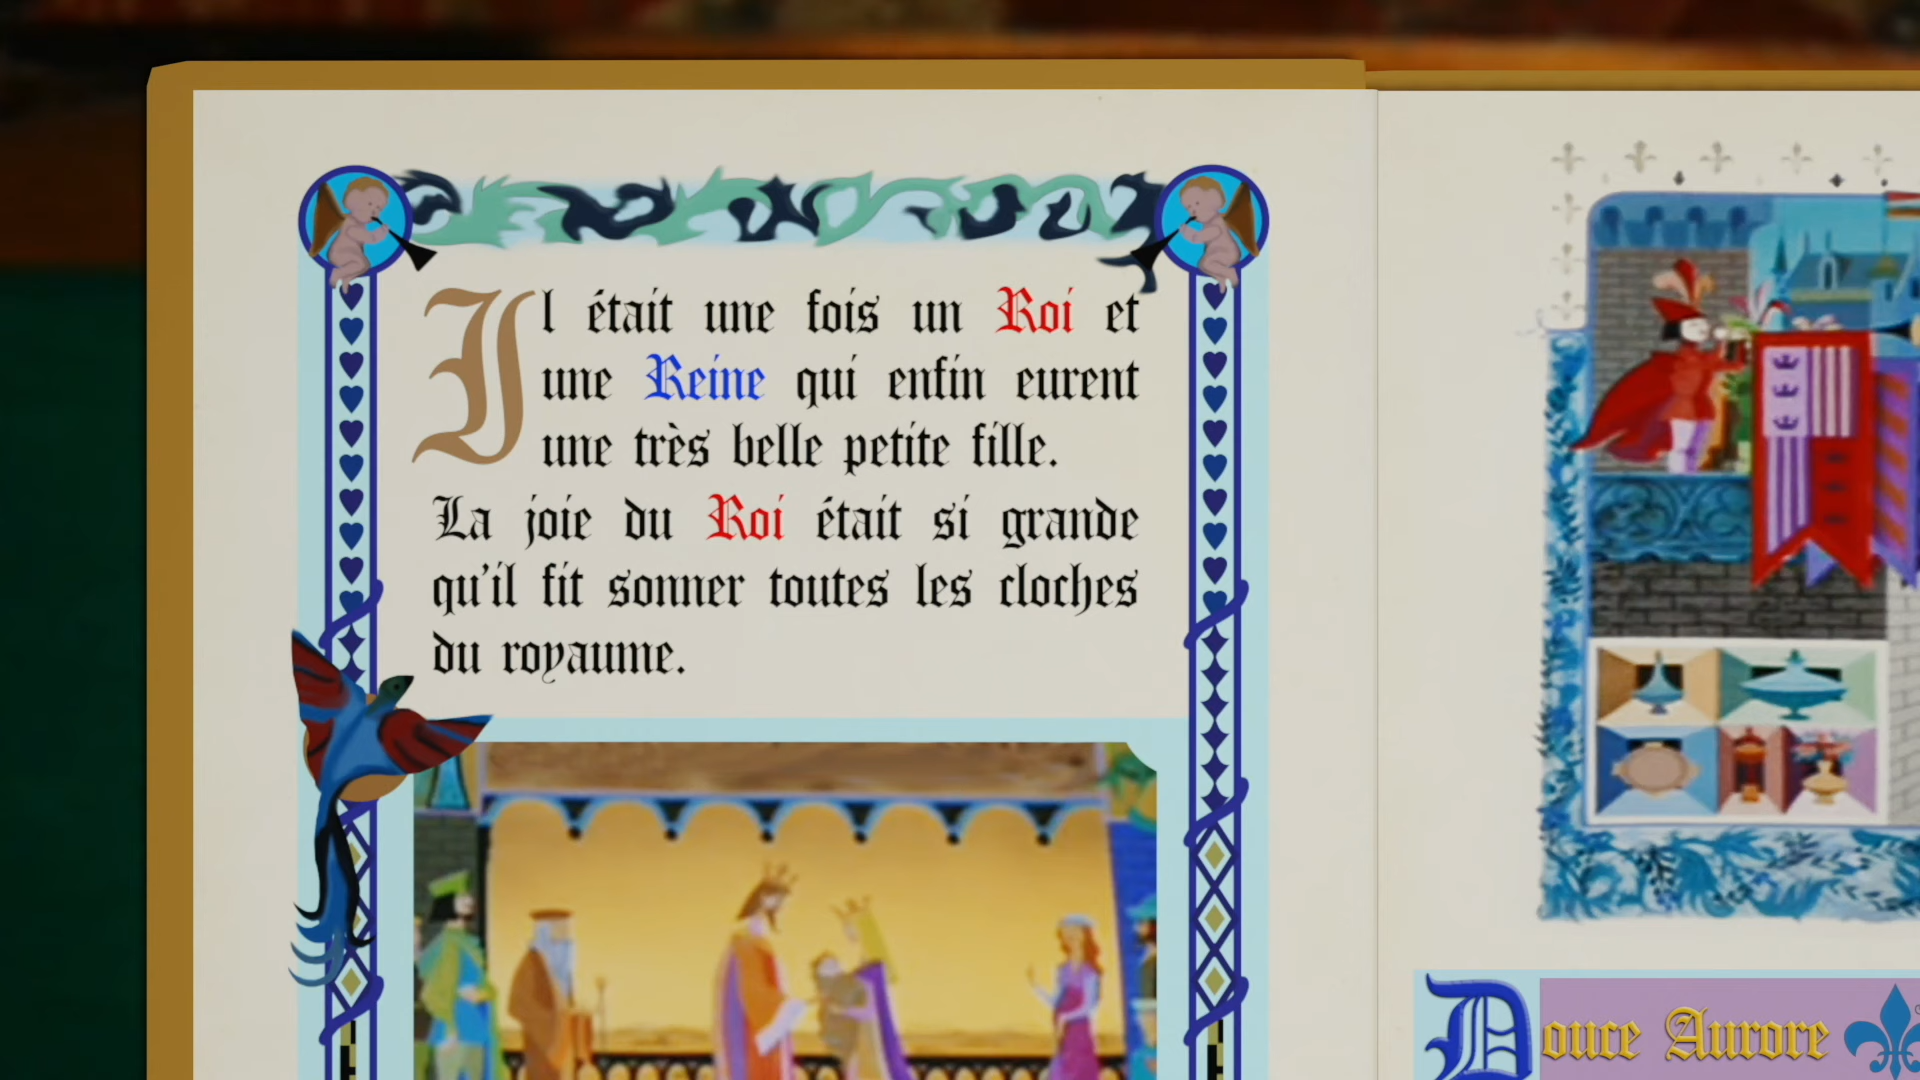 Il était une fois un Roi et
une Reine qui enfin eurent
une très belle petite fille.
La joie du Roi était si grande
qu'il fit sonner toutes les cloches
du royaume.
Douce Aurore